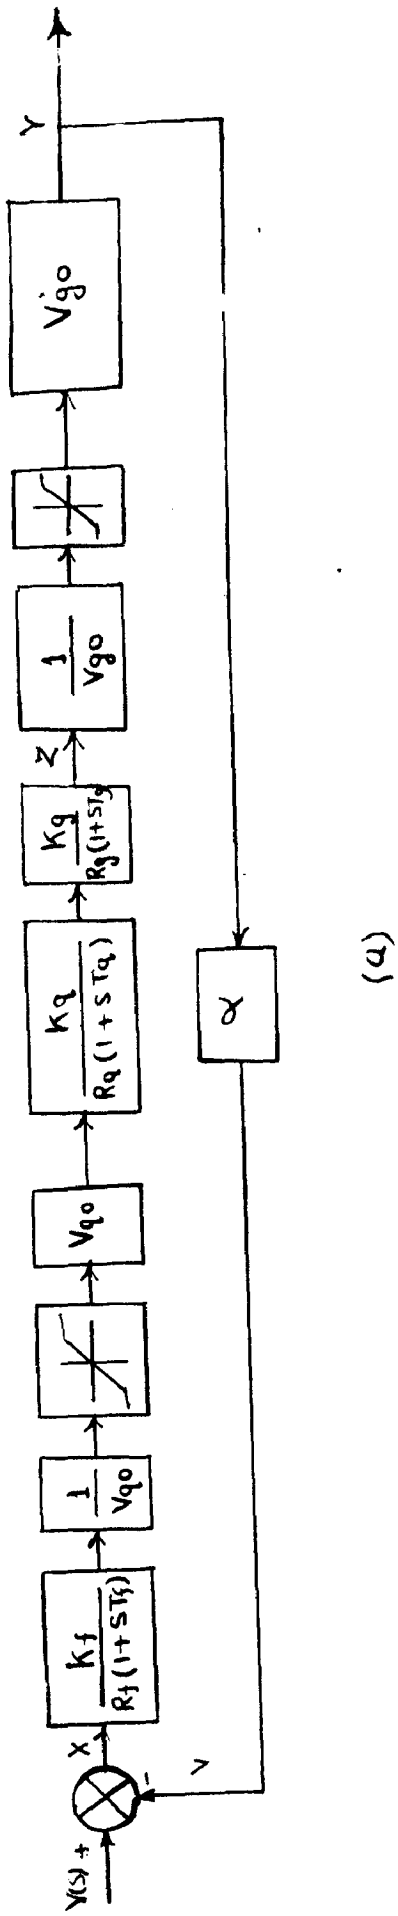 V(S) +
-
X
Kf
Rf(1+STf)
1
Vqo
Vqo
Kq
Rq(1+STq)
Kg
Rg(1+STg
Z
1
Vgo
Vgo
Y
α
V
(a)